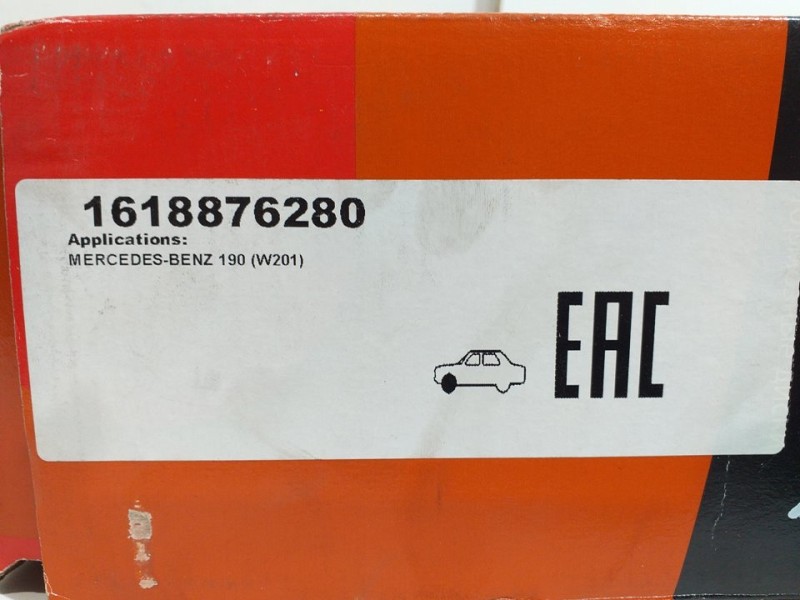 1618876280
Applications:
MERCEDES-BENZ 190 (W201)
EAC